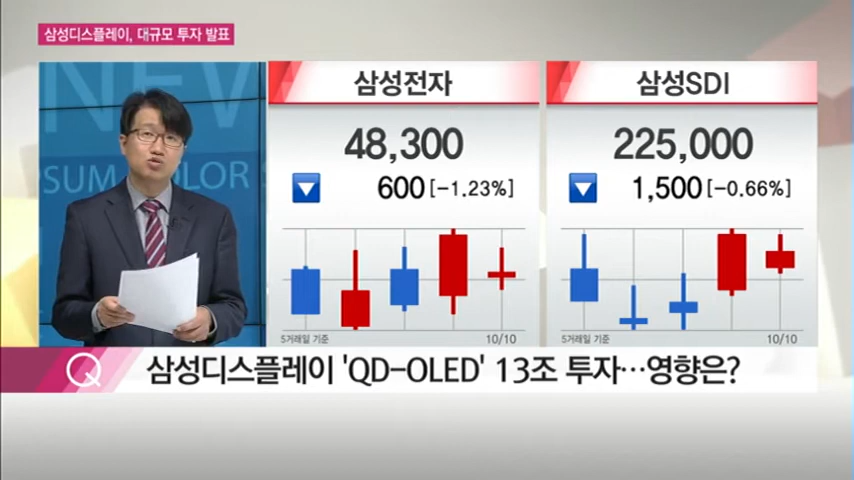 삼성디스플레이, 대규모 투자 발표
NEW
PSUM DOLOR S
삼성전자
48,300
▼ 600 [-1.23%]
5거래일 기준 10/10
삼성SDI
225,000
▼ 1,500 [-0.66%]
5거래일 기준 10/10
Q 삼성디스플레이 'QD-OLED' 13조 투자…영향은?